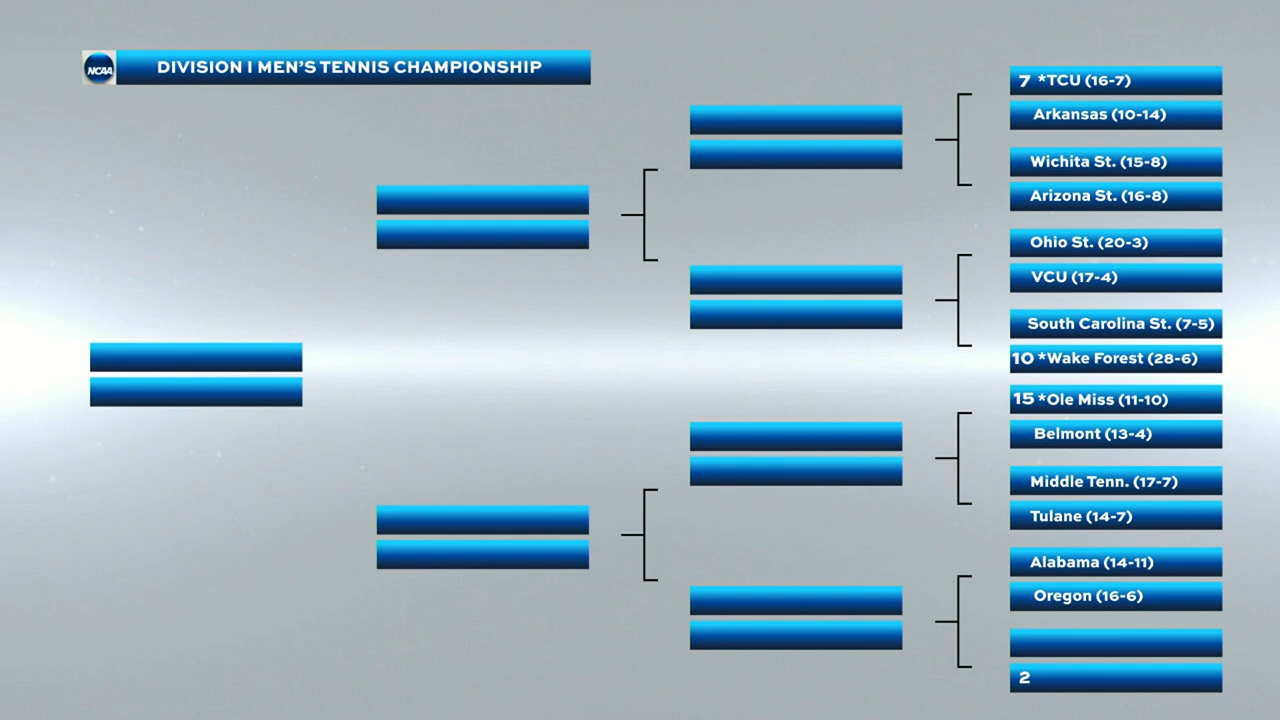 NCAA DIVISION I MEN'S TENNIS CHAMPIONSHIP
7 *TCU (16-7)
Arkansas (10-14)
Wichita St. (15-8)
Arizona St. (16-8)
Ohio St. (20-3)
VCU (17-4)
South Carolina St. (7-5)
10 *Wake Forest (28-6)
15 *Ole Miss (11-10)
Belmont (13-4)
Middle Tenn. (17-7)
Tulane (14-7)
Alabama (14-11)
Oregon (16-6)
2